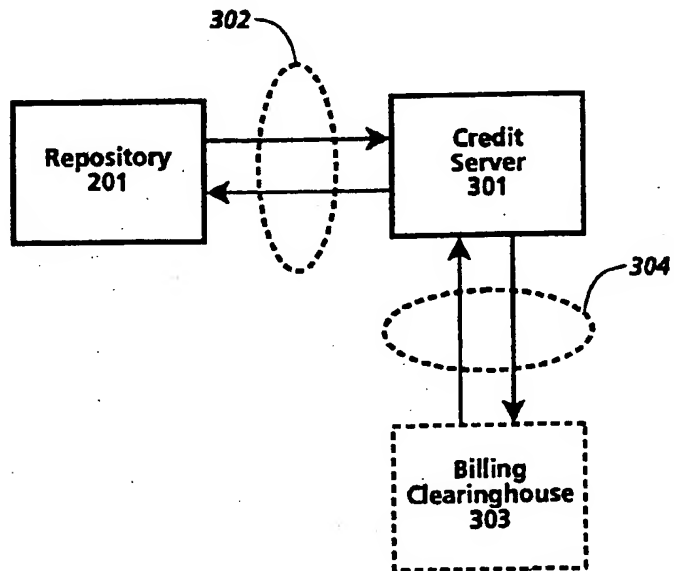 302
Repository
201
Credit
Server
301
304
Billing
Clearinghouse
303